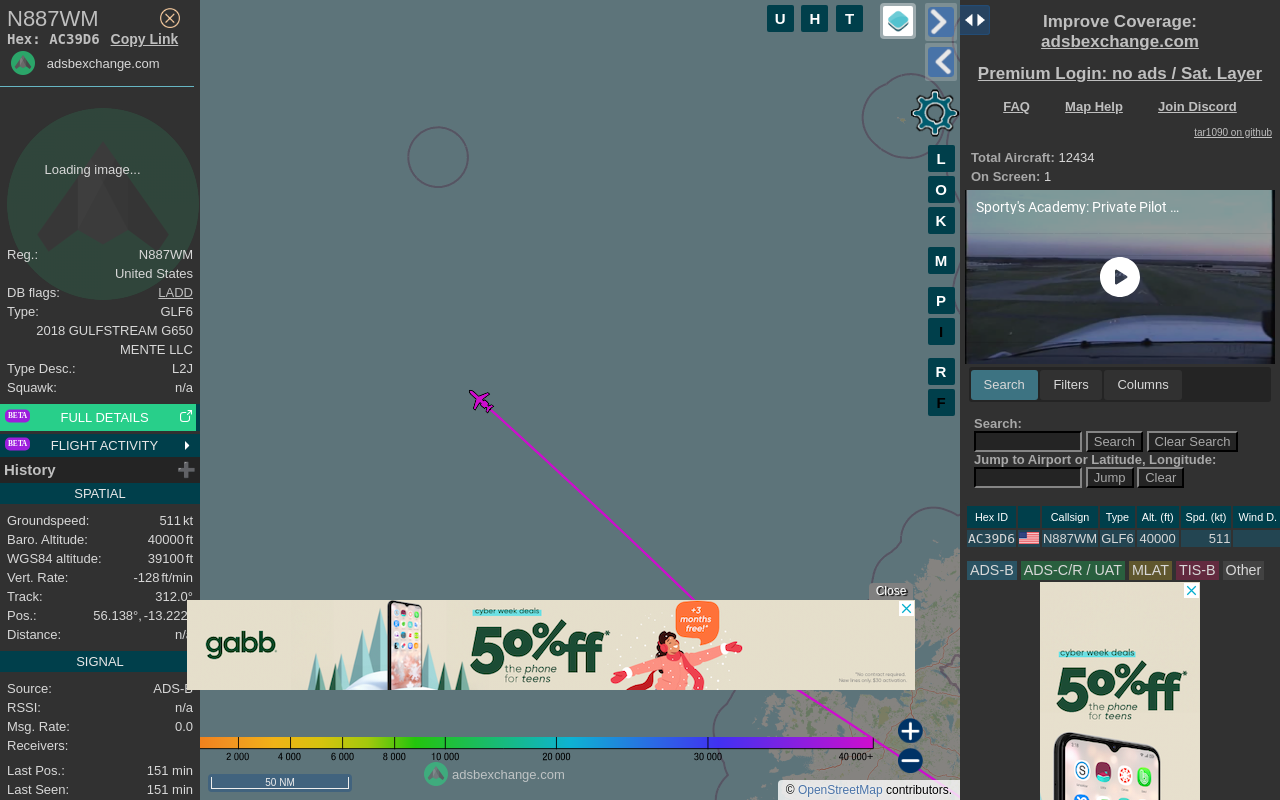 N887WM
Hex: AC39D6 Copy Link
adsbexchange.com
Loading image...
Reg.: N887WM
United States
DB flags: LADD
Type: GLF6
2018 GULFSTREAM G650
MENTE LLC
Type Desc.: L2J
Squawk: n/a
BETA FULL DETAILS
BETA FLIGHT ACTIVITY
History
SPATIAL
Groundspeed: 511 kt
Baro. Altitude: 40000 ft
WGS84 altitude: 39100 ft
Vert. Rate: -128 ft/min
Track: 312.0°
Pos.: 56.138°, -13.222
Distance: n/a
SIGNAL
Source: ADS-B
RSSI: n/a
Msg. Rate: 0.0
Receivers:
Last Pos.: 151 min
Last Seen: 151 min
U H T
L
O
K
M
P
I
R
F
Close
gabb
cyber week deals
50% off*
the phone
for teens
+3
months
free!*
*No contract required.
New lines only. $30 activation
2 000 4 000 6 000 8 000 10 000 20 000 30 000 40 000+
50 NM
adsbexchange.com
© OpenStreetMap contributors.
Improve Coverage:
adsbexchange.com
Premium Login: no ads / Sat. Layer
FAQ Map Help Join Discord
tar1090 on github
Total Aircraft: 12434
On Screen: 1
Sporty's Academy: Private Pilot ...
Search Filters Columns
Search:
Search Clear Search
Jump to Airport or Latitude, Longitude:
Jump Clear
Hex ID Callsign Type Alt. (ft) Spd. (kt) Wind D.
AC39D6 N887WM GLF6 40000 511
ADS-B ADS-C/R / UAT MLAT TIS-B Other
cyber week deals
50% off*
the phone
for teens